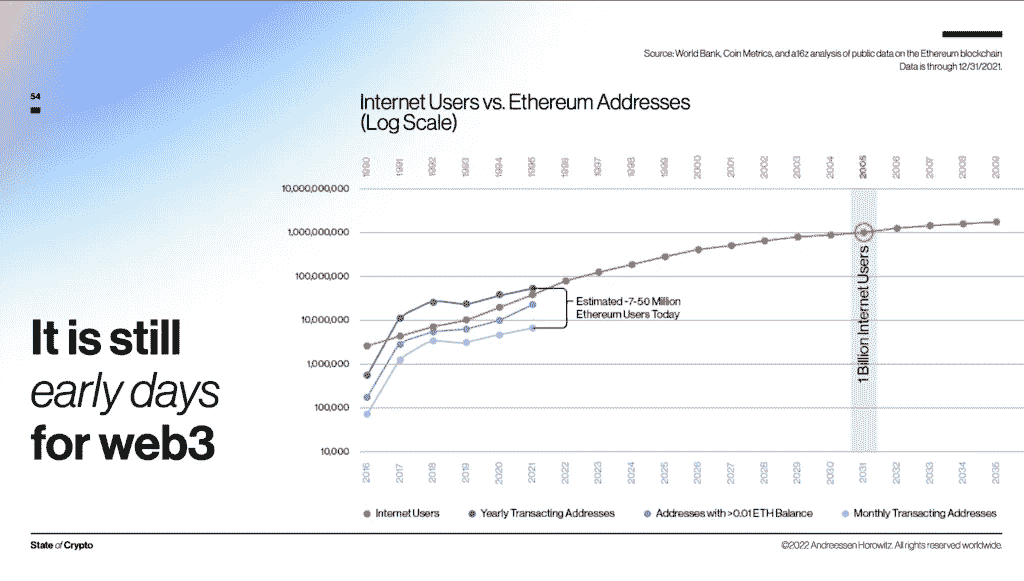 Source: World Bank, Coin Metrics, and a16z analysis of public data on the Ethereum blockchain
Data is through 12/31/2021.
54
Internet Users vs. Ethereum Addresses
(Log Scale)
1990 1991 1992 1993 1994 1995 1996 1997 1998 1999 2000 2001 2002 2003 2004 2005 2006 2007 2008 2009
10,000,000,000
1,000,000,000
100,000,000
10,000,000
1,000,000
100,000
10,000
Estimated ~7-50 Million
Ethereum Users Today
1 Billion Internet Users
It is still
early days
for web3
2016 2017 2018 2019 2020 2021 2022 2023 2024 2025 2026 2027 2028 2029 2030 2031 2032 2033 2034 2035
Internet Users Yearly Transacting Addresses Addresses with >0.01 ETH Balance Monthly Transacting Addresses
State of Crypto
©2022 Andreessen Horowitz. All rights reserved worldwide.